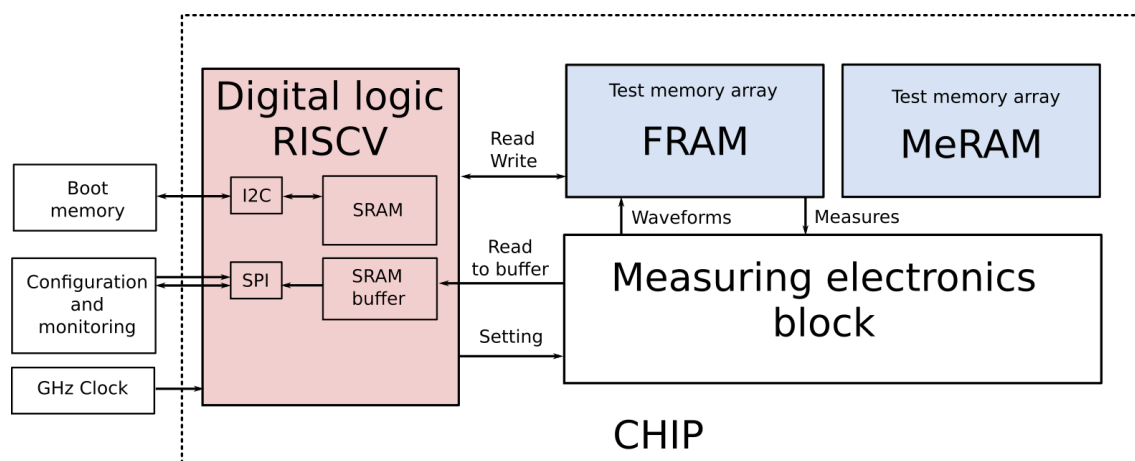 Digital logic
RISCV
I2C
SRAM
SPI
SRAM
buffer
Boot
memory
Configuration
and
monitoring
GHz Clock
Read
Write
Read
to buffer
Setting
Test memory array
FRAM
Test memory array
MeRAM
Waveforms
Measures
Measuring electronics
block
CHIP